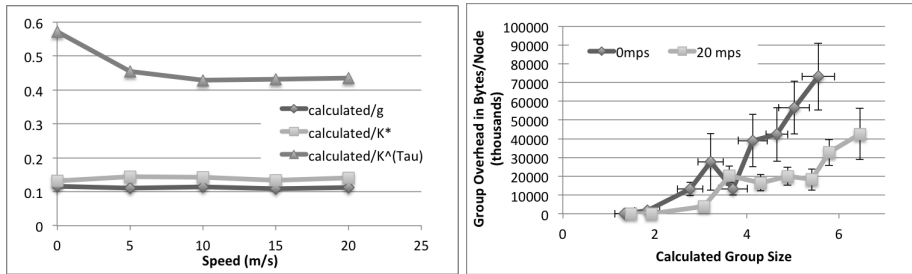 0.6
0.5
0.4
0.3
0.2
0.1
0
0 5 10 15 20 25
Speed (m/s)
calculated/g
calculated/K*
calculated/K^(Tau)
Group Overhead in Bytes/Node
(thousands)
100000
90000
80000
70000
60000
50000
40000
30000
20000
10000
0
0mps 20 mps
0 2 4 6
Calculated Group Size